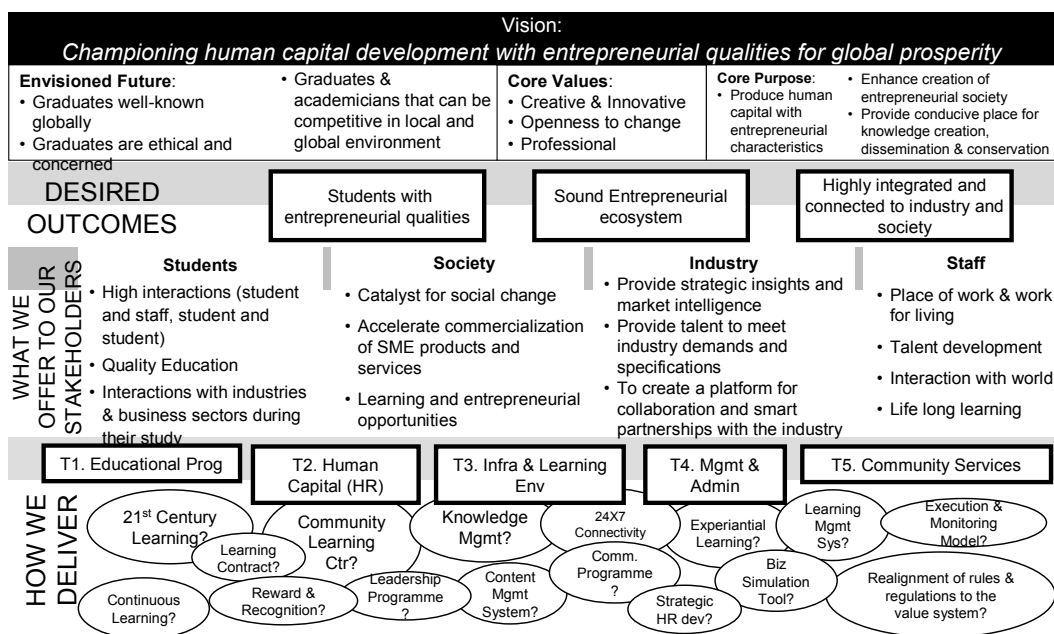 Vision:
Championing human capital development with entrepreneurial qualities for global prosperity
Envisioned Future:
• Graduates well-known
globally
• Graduates are ethical and
concerned
• Graduates &
academicians that can be
competitive in local and
global environment
Core Values:
• Creative & Innovative
• Openness to change
• Professional
Core Purpose:
• Produce human
capital with
entrepreneurial
characteristics
• Enhance creation of
entrepreneurial society
• Provide conducive place for
knowledge creation,
dissemination & conservation
DESIRED
OUTCOMES
Students with
entrepreneurial qualities
Sound Entrepreneurial
ecosystem
Highly integrated and
connected to industry and
society
WHAT WE
OFFER TO OUR
STAKEHOLDERS
Students
• High interactions (student
and staff, student and
student)
• Quality Education
• Interactions with industries
& business sectors during
their study
Society
• Catalyst for social change
• Accelerate commercialization
of SME products and
services
• Learning and entrepreneurial
opportunities
Industry
• Provide strategic insights and
market intelligence
• Provide talent to meet
industry demands and
specifications
• To create a platform for
collaboration and smart
partnerships with the industry
Staff
• Place of work & work
for living
• Talent development
• Interaction with world
• Life long learning
T1. Educational Prog
T2. Human
Capital (HR)
T3. Infra & Learning
Env
T4. Mgmt &
Admin
T5. Community Services
HOW WE
DELIVER
21st Century
Learning?
Learning
Contract?
Community
Learning
Ctr?
Knowledge
Mgmt?
24X7
Connectivity
Experiantial
Learning?
Learning
Mgmt
Sys?
Execution &
Monitoring
Model?
Continuous
Learning?
Reward &
Recognition?
Leadership
Programme
?
Content
Mgmt
System?
Comm.
Programme
?
Strategic
HR dev?
Biz
Simulation
Tool?
Realignment of rules &
regulations to the
value system?